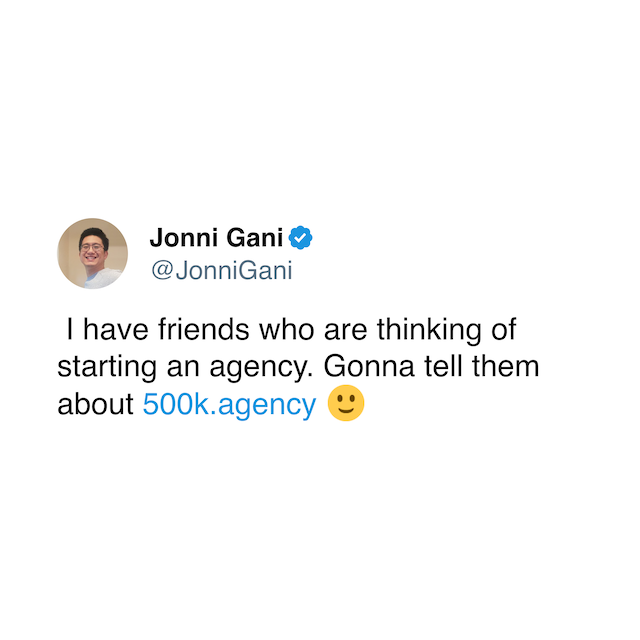 Jonni Gani
@JonniGani
I have friends who are thinking of
starting an agency. Gonna tell them
about 500k.agency 🙂